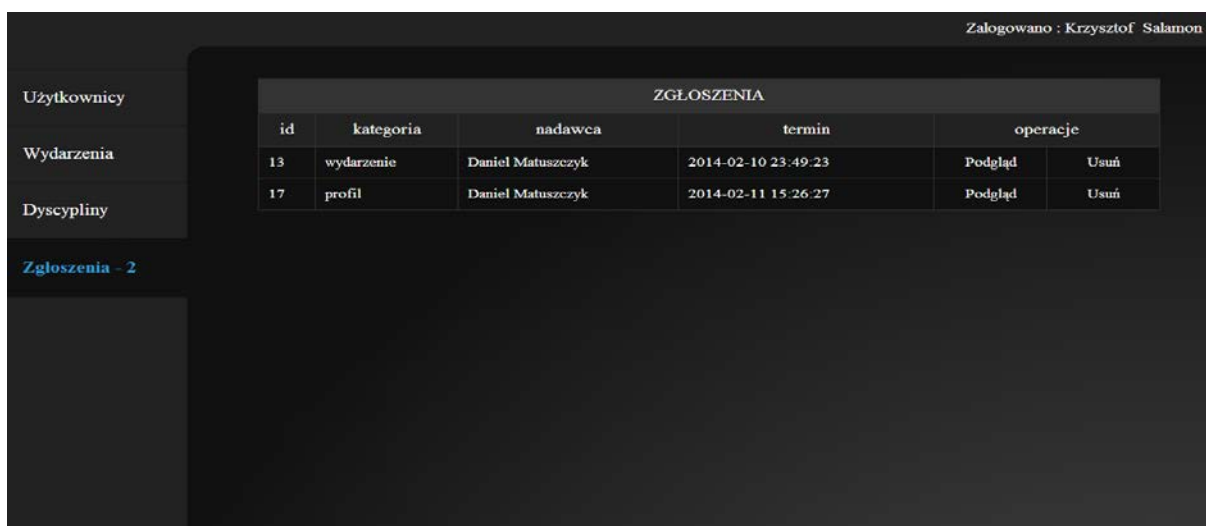 Zalogowano : Krzysztof Salamon
Użytkownicy
Wydarzenia
Dyscypliny
Zgłoszenia - 2
ZGŁOSZENIA
id kategoria nadawca termin operacje
13 wydarzenie Daniel Matuszczyk 2014-02-10 23:49:23 Podgląd Usuń
17 profil Daniel Matuszczyk 2014-02-11 15:26:27 Podgląd Usuń